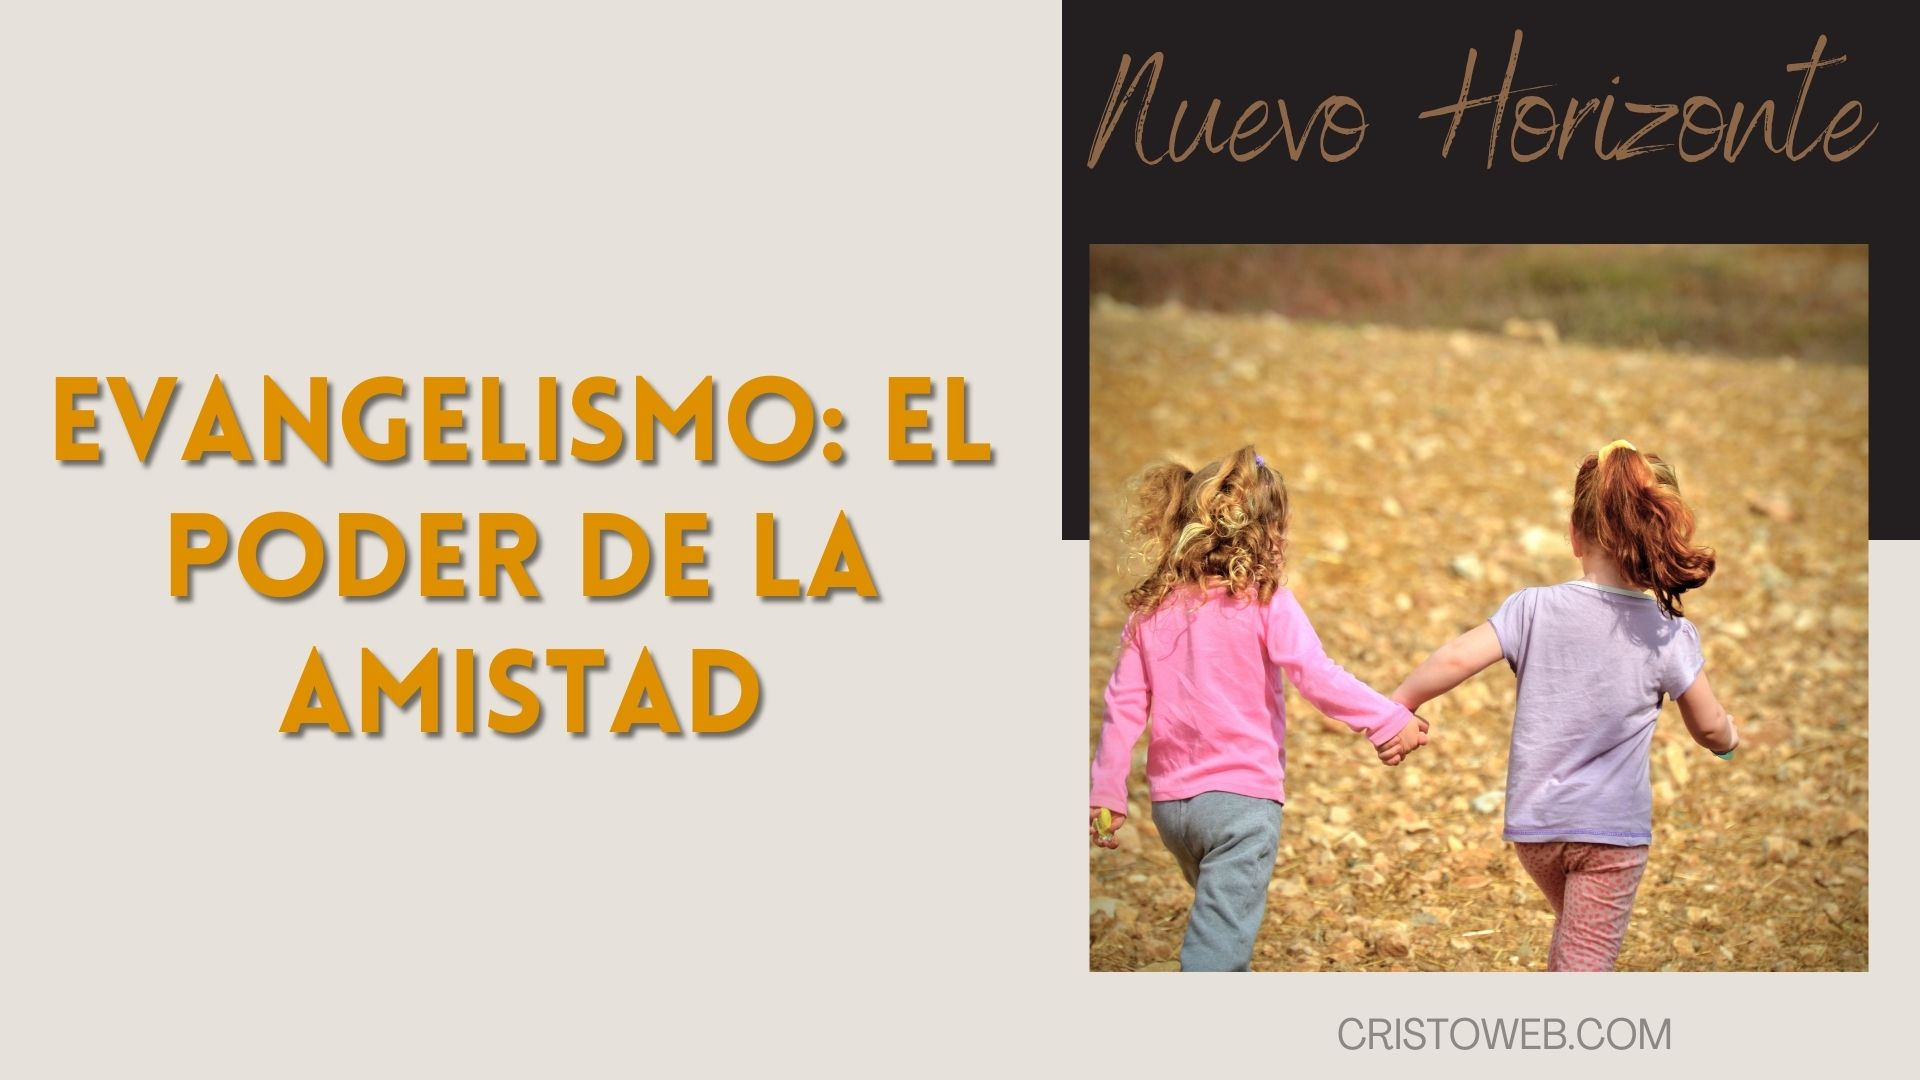 EVANGELISMO: EL
PODER DE LA
AMISTAD
Nuevo Horizonte
CRISTOWEB.COM